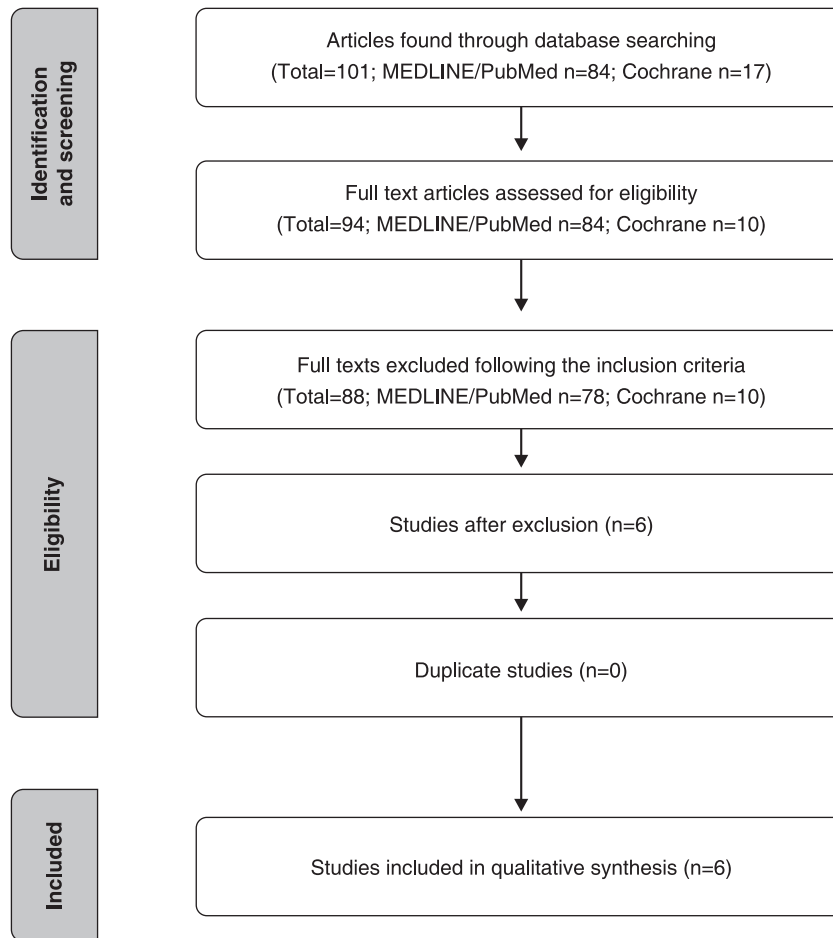 Identification
and screening
Articles found through database searching
(Total=101; MEDLINE/PubMed n=84; Cochrane n=17)
Full text articles assessed for eligibility
(Total=94; MEDLINE/PubMed n=84; Cochrane n=10)
Eligibility
Full texts excluded following the inclusion criteria
(Total=88; MEDLINE/PubMed n=78; Cochrane n=10)
Studies after exclusion (n=6)
Duplicate studies (n=0)
Included
Studies included in qualitative synthesis (n=6)